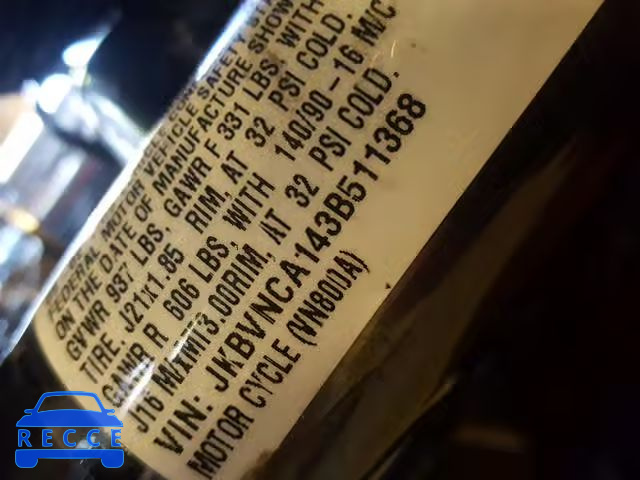 FEDERAL MOTOR VEHICLE SAFETY
ON THE DATE OF MANUFACTURE SHOW
GVWR 937 LBS, GAWR F 331 LBS, WITH
TIRE, J21X1.85 RIM, AT 32 PSI COLD.
GAWR R 606 LBS, WITH 140/90-16 M/C
J16 M/XMT3.00RIM, AT 32 PSI COLD.
VIN: JKBVNCA143B511368
MOTOR CYCLE (VN800A)
RECCE